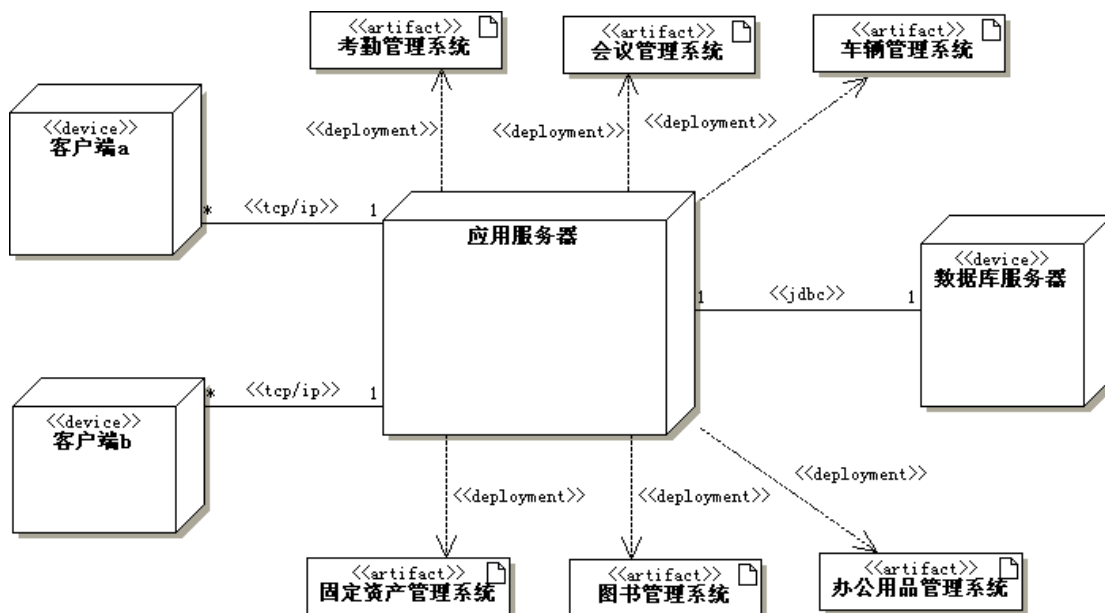 <<artifact>>
考勤管理系统
<<artifact>>
会议管理系统
<<artifact>>
车辆管理系统
<<device>>
客户端a
<<deployment>>
<<deployment>>
<<deployment>>
* <<tcp/ip>> 1
应用服务器
<<device>>
数据库服务器
1 <<jdbc>> 1
<<device>>
客户端b
* <<tcp/ip>> 1
<<deployment>>
<<deployment>>
<<deployment>>
<<artifact>>
固定资产管理系统
<<artifact>>
图书管理系统
<<artifact>>
办公用品管理系统